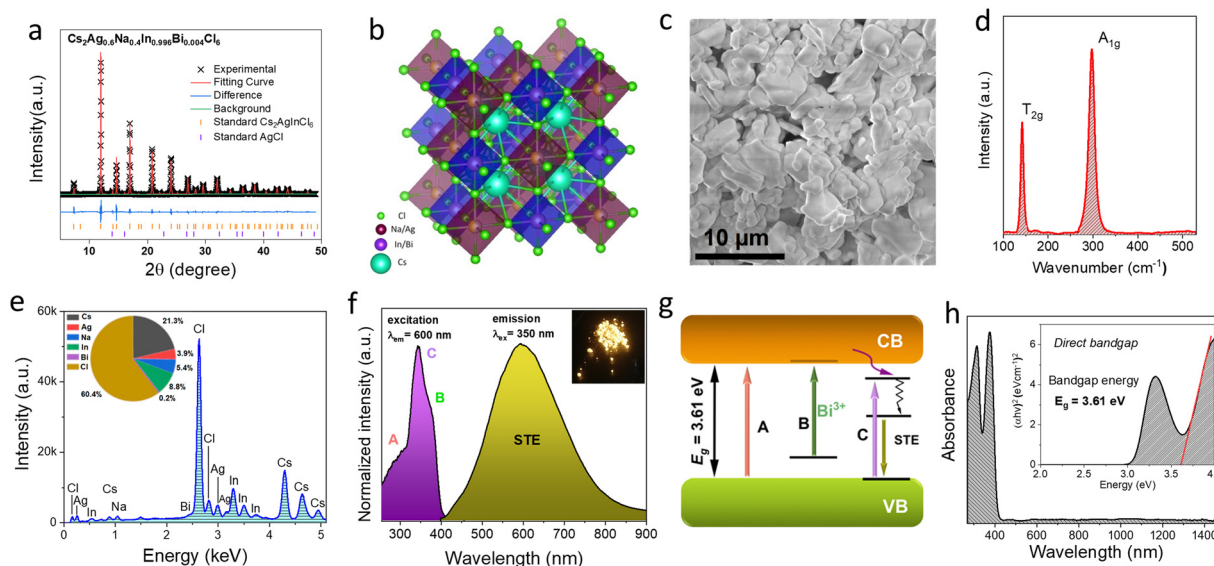 a
Cs₂Ag₀.₆Na₀.₄In₀.₉₉₆Bi₀.₀₀₄Cl₆
Experimental
Fitting Curve
Difference
Background
Standard Cs₂AgInCl₆
Standard AgCl
Intensity(a.u.)
10 20 30 40 50
2θ (degree)
b
Cl
Na/Ag
In/Bi
Cs
c
10 μm
d
A₁g
T₂g
Intensity (a.u.)
100 200 300 400 500
Wavenumber (cm⁻¹)
e
60k
40k
20k
0
Intensity (a.u.)
Cs
Ag
Na
In
Bi
Cl
21.3%
3.9%
5.4%
8.8%
0.2%
60.4%
Cl
Cl
Ag
Ag
In
In
In
Cs
Cs
Cs
Cl
Ag
In
Cs
Na
Bi
0 1 2 3 4 5
Energy (keV)
f
excitation
λem= 600 nm
emission
λex= 350 nm
C
B
A
STE
Normalized intensity (a.u.)
300 400 500 600 700 800 900
Wavelength (nm)
g
CB
Eg = 3.61 eV
A
B
Bi³⁺
C
STE
VB
h
Absorbance
Direct bandgap
Bandgap energy
Eg = 3.61 eV
(αhν)² (eVcm⁻¹)²
4
2
0
2.0 2.5 3.0 3.5 4.0
Energy (eV)
400 600 800 1000 1200 1400
Wavelength (nm)